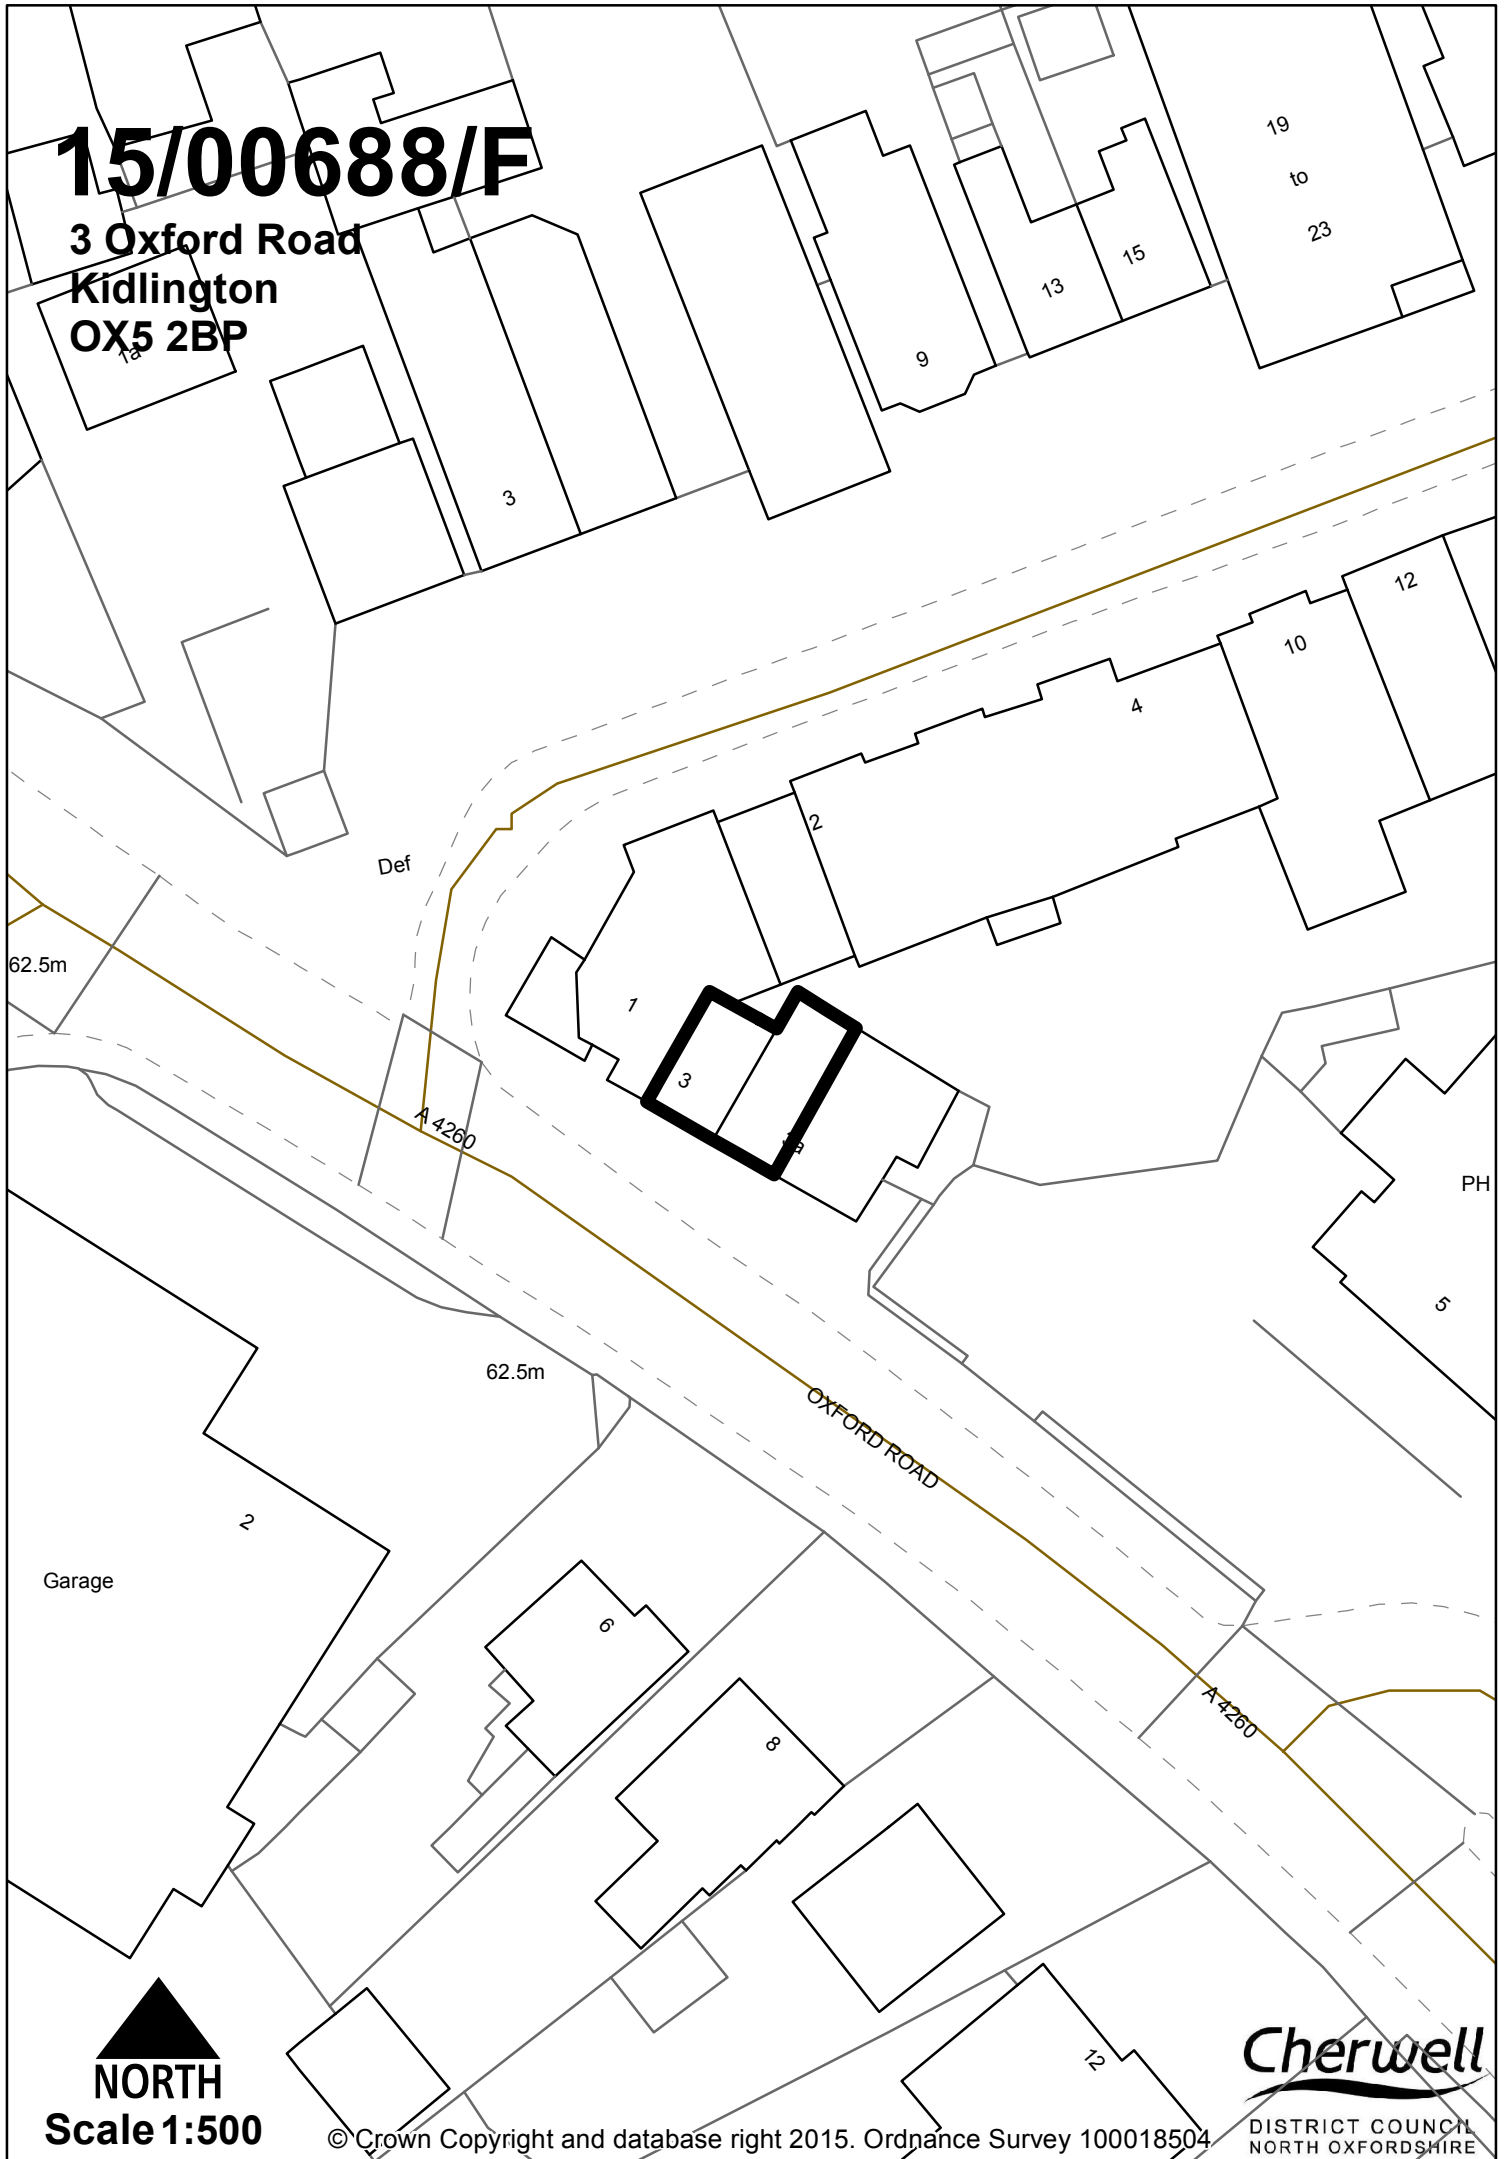 15/00688/F
3 Oxford Road
Kidlington
OX5 2BP
1a
3
9
13
15
19
to
23
12
10
4
2
1
3
Def
62.5m
A 4260
PH
5
62.5m
OXFORD ROAD
2
Garage
6
8
A 4260
12
NORTH
Scale 1:500
© Crown Copyright and database right 2015. Ordnance Survey 100018504
Cherwell
DISTRICT COUNCIL
NORTH OXFORDSHIRE